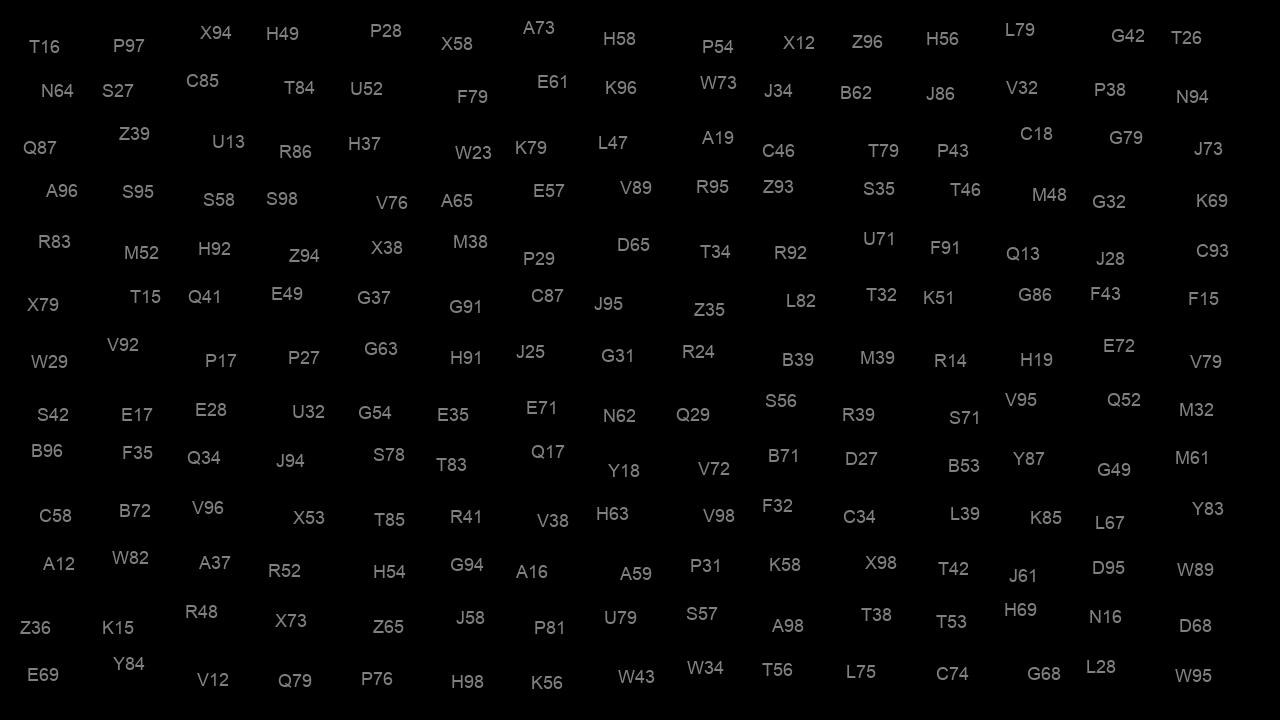 T16 P97 X94 H49 P28 X58 A73 H58 P54 X12 Z96 H56 L79 G42 T26
N64 S27 C85 T84 U52 F79 E61 K96 W73 J34 B62 J86 V32 P38 N94
Q87 Z39 U13 R86 H37 W23 K79 L47 A19 C46 T79 P43 C18 G79 J73
A96 S95 S58 S98 V76 A65 E57 V89 R95 Z93 S35 T46 M48 G32 K69
R83 M52 H92 Z94 X38 M38 P29 D65 T34 R92 U71 F91 Q13 J28 C93
X79 T15 Q41 E49 G37 G91 C87 J95 Z35 L82 T32 K51 G86 F43 F15
W29 V92 P17 P27 G63 H91 J25 G31 R24 B39 M39 R14 H19 E72 V79
S42 E17 E28 U32 G54 E35 E71 N62 Q29 S56 R39 S71 V95 Q52 M32
B96 F35 Q34 J94 S78 T83 Q17 Y18 V72 B71 D27 B53 Y87 G49 M61
C58 B72 V96 X53 T85 R41 V38 H63 V98 F32 C34 L39 K85 L67 Y83
A12 W82 A37 R52 H54 G94 A16 A59 P31 K58 X98 T42 J61 D95 W89
Z36 K15 R48 X73 Z65 J58 P81 U79 S57 A98 T38 T53 H69 N16 D68
E69 Y84 V12 Q79 P76 H98 K56 W43 W34 T56 L75 C74 G68 L28 W95